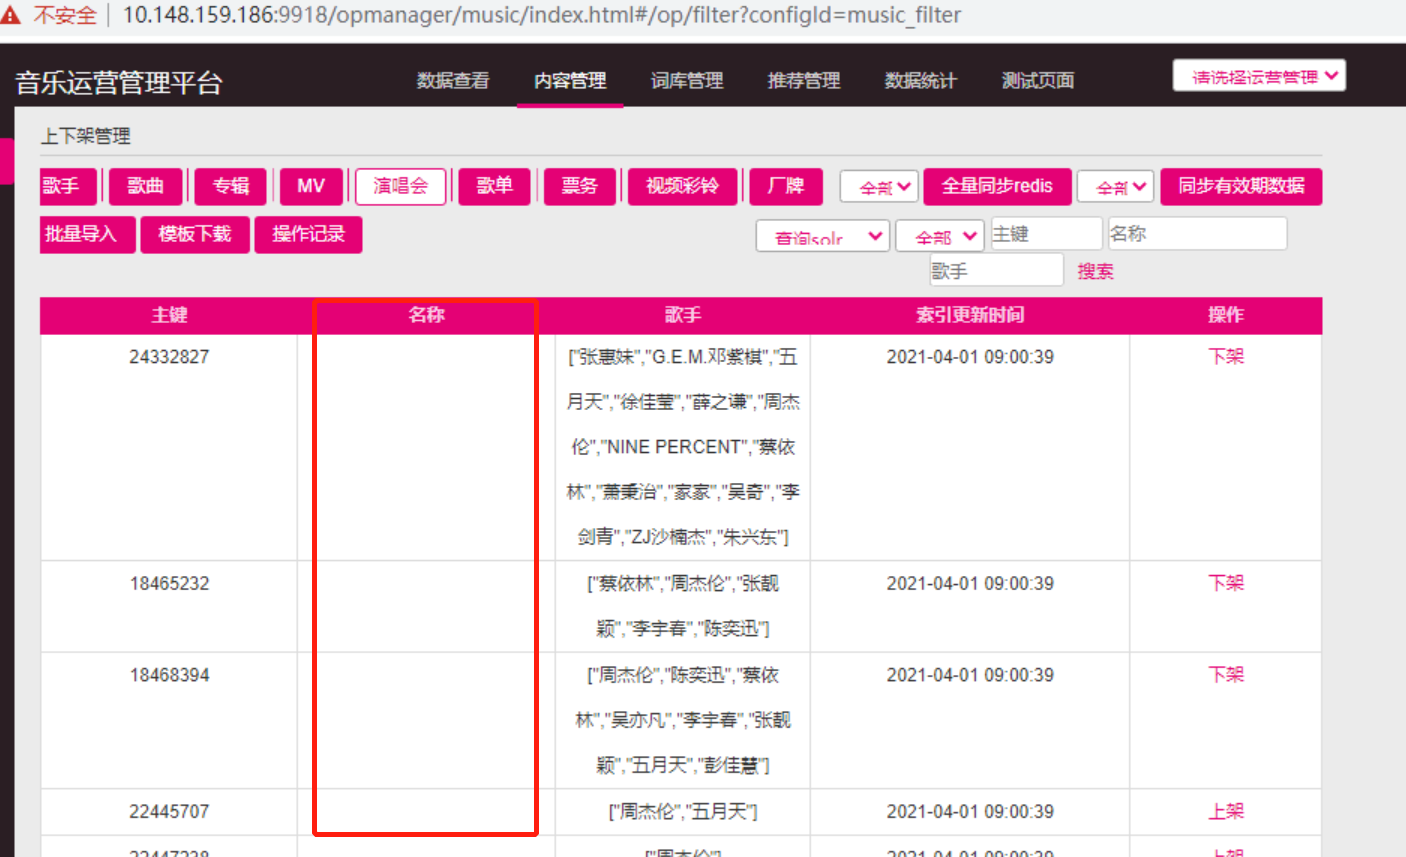 不安全 | 10.148.159.186:9918/opmanager/music/index.html#/op/filter?configId=music_filter
音乐运营管理平台 数据查看 内容管理 词库管理 推荐管理 数据统计 测试页面 请选择运营管理
上下架管理
歌手 歌曲 专辑 MV 演唱会 歌单 票务 视频彩铃 厂牌 全部 全量同步redis 全部 同步有效期数据
批量导入 模板下载 操作记录 查询solr 全部 主键 名称
歌手 搜索
主键 名称 歌手 索引更新时间 操作
24332827 ["张惠妹","G.E.M.邓紫棋","五 2021-04-01 09:00:39 下架
月天","徐佳莹","薛之谦","周杰
伦","NINE PERCENT","蔡依
林","萧秉治","家家","吴奇","李
剑青","ZJ沙楠杰","朱兴东"]
18465232 ["蔡依林","周杰伦","张靓 2021-04-01 09:00:39 下架
颖","李宇春","陈奕迅"]
18468394 ["周杰伦","陈奕迅","蔡依 2021-04-01 09:00:39 下架
林","吴亦凡","李宇春","张靓
颖","五月天","彭佳慧"]
22445707 ["周杰伦","五月天"] 2021-04-01 09:00:39 上架
22447238 ["周杰伦"] 2021-04-01 09:00:39 上架